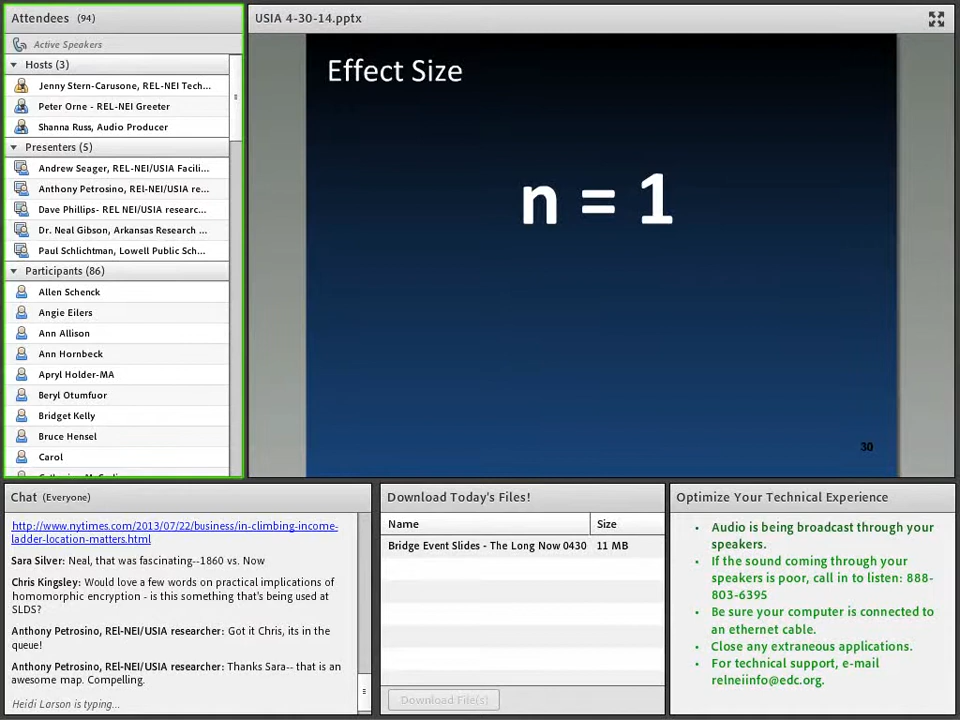 Attendees (94)
Active Speakers
Hosts (3)
Jenny Stern-Carusone, REL-NEI Tech...
Peter Orne - REL-NEI Greeter
Shanna Russ, Audio Producer
Presenters (5)
Andrew Seager, REL-NEI/USIA Facili...
Anthony Petrosino, REl-NEI/USIA re...
Dave Phillips- REL NEI/USIA researc...
Dr. Neal Gibson, Arkansas Research ...
Paul Schlichtman, Lowell Public Sch...
Participants (86)
Allen Schenck
Angie Eilers
Ann Allison
Ann Hornbeck
Apryl Holder-MA
Beryl Otumfuor
Bridget Kelly
Bruce Hensel
Carol
USIA 4-30-14.pptx
Effect Size
n = 1
30
Chat (Everyone)
http://www.nytimes.com/2013/07/22/business/in-climbing-income-
ladder-location-matters.html
Sara Silver: Neal, that was fascinating--1860 vs. Now
Chris Kingsley: Would love a few words on practical implications of
homomorphic encryption - is this something that's being used at
SLDS?
Anthony Petrosino, REl-NEI/USIA researcher: Got it Chris, its in the
queue!
Anthony Petrosino, REl-NEI/USIA researcher: Thanks Sara-- that is an
awesome map. Compelling.
Heidi Larson is typing...
Download Today's Files!
Name Size
Bridge Event Slides - The Long Now 0430 11 MB
Download File(s)
Optimize Your Technical Experience
• Audio is being broadcast through your
speakers.
• If the sound coming through your
speakers is poor, call in to listen: 888-
803-6395
• Be sure your computer is connected to
an ethernet cable.
• Close any extraneous applications.
• For technical support, e-mail
relneiinfo@edc.org.